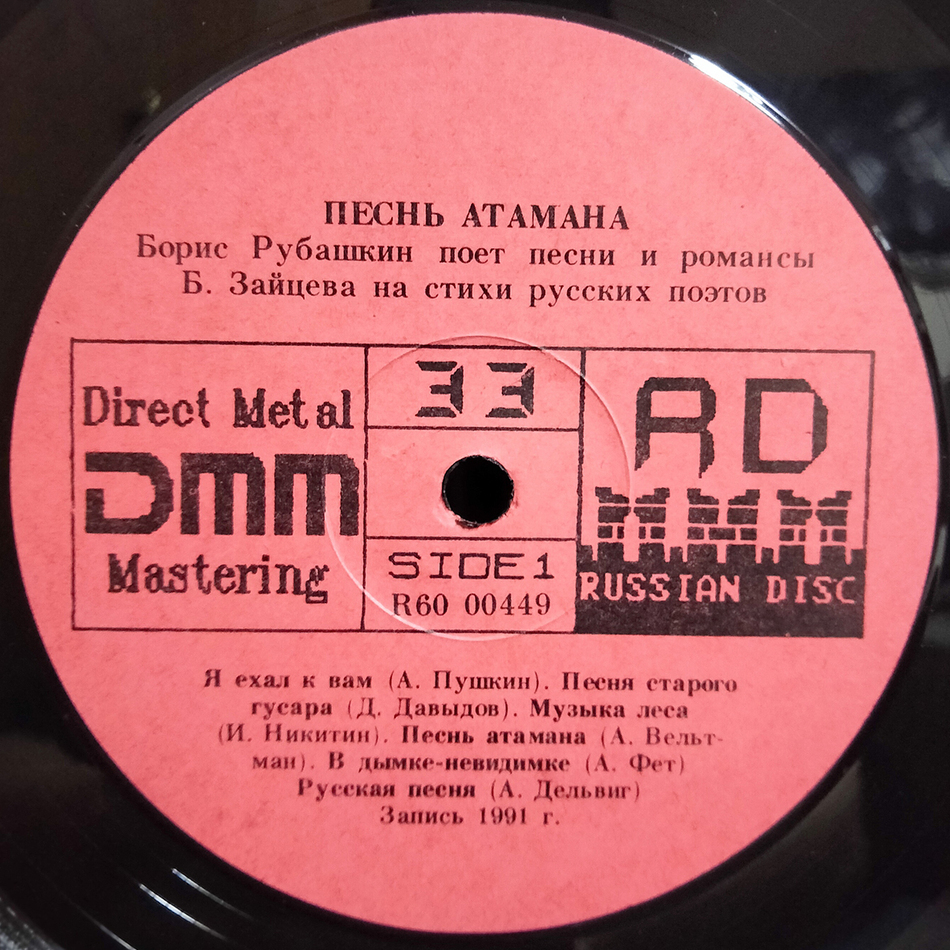 ПЕСНЬ АТАМАНА
Борис Рубашкин поет песни и романсы
Б. Зайцева на стихи русских поэтов
Direct Metal
DMM
Mastering
33
SIDE 1
R60 00449
RD
RUSSIAN DISC
Я ехал к вам (А. Пушкин). Песня старого
гусара (Д. Давыдов). Музыка леса
(И. Никитин). Песнь атамана (А. Вельт-
ман). В дымке-невидимке (А. Фет)
Русская песня (А. Дельвиг)
Запись 1991 г.